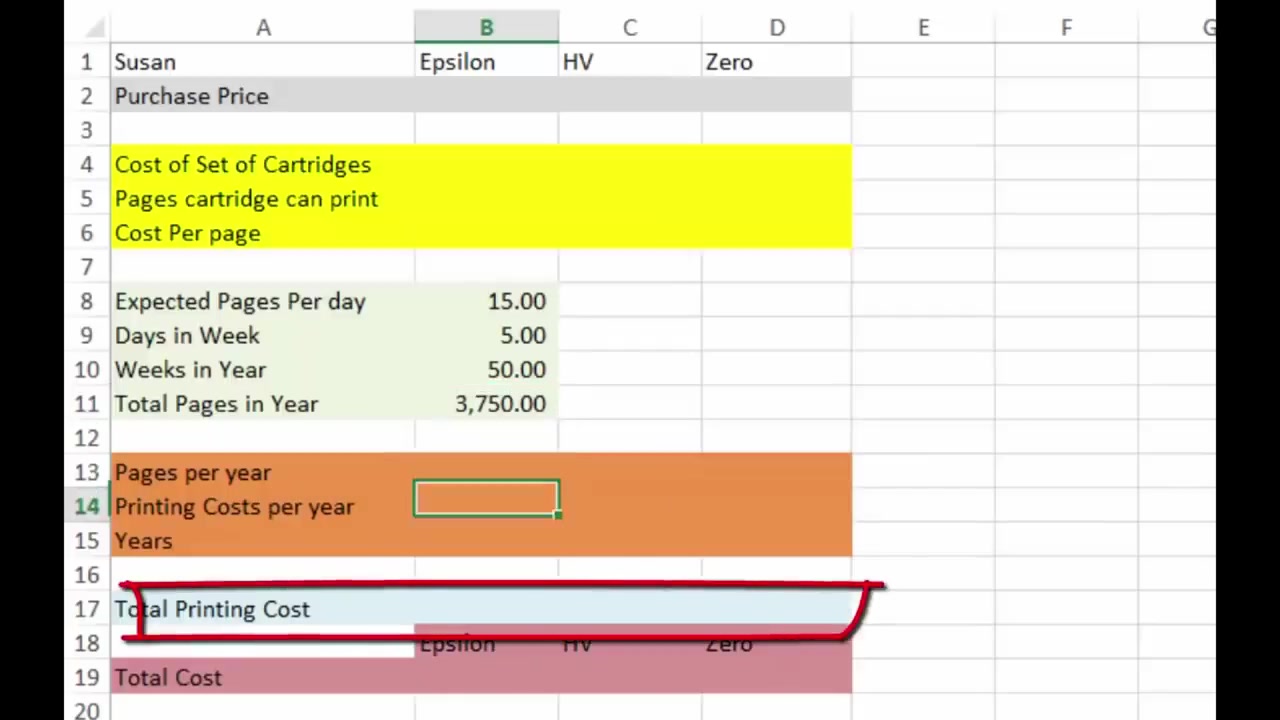 A B C D E F G
1 Susan Epsilon HV Zero
2 Purchase Price
3
4 Cost of Set of Cartridges
5 Pages cartridge can print
6 Cost Per page
7
8 Expected Pages Per day 15.00
9 Days in Week 5.00
10 Weeks in Year 50.00
11 Total Pages in Year 3,750.00
12
13 Pages per year
14 Printing Costs per year
15 Years
16
17 Total Printing Cost
18 Epsilon HV Zero
19 Total Cost
20